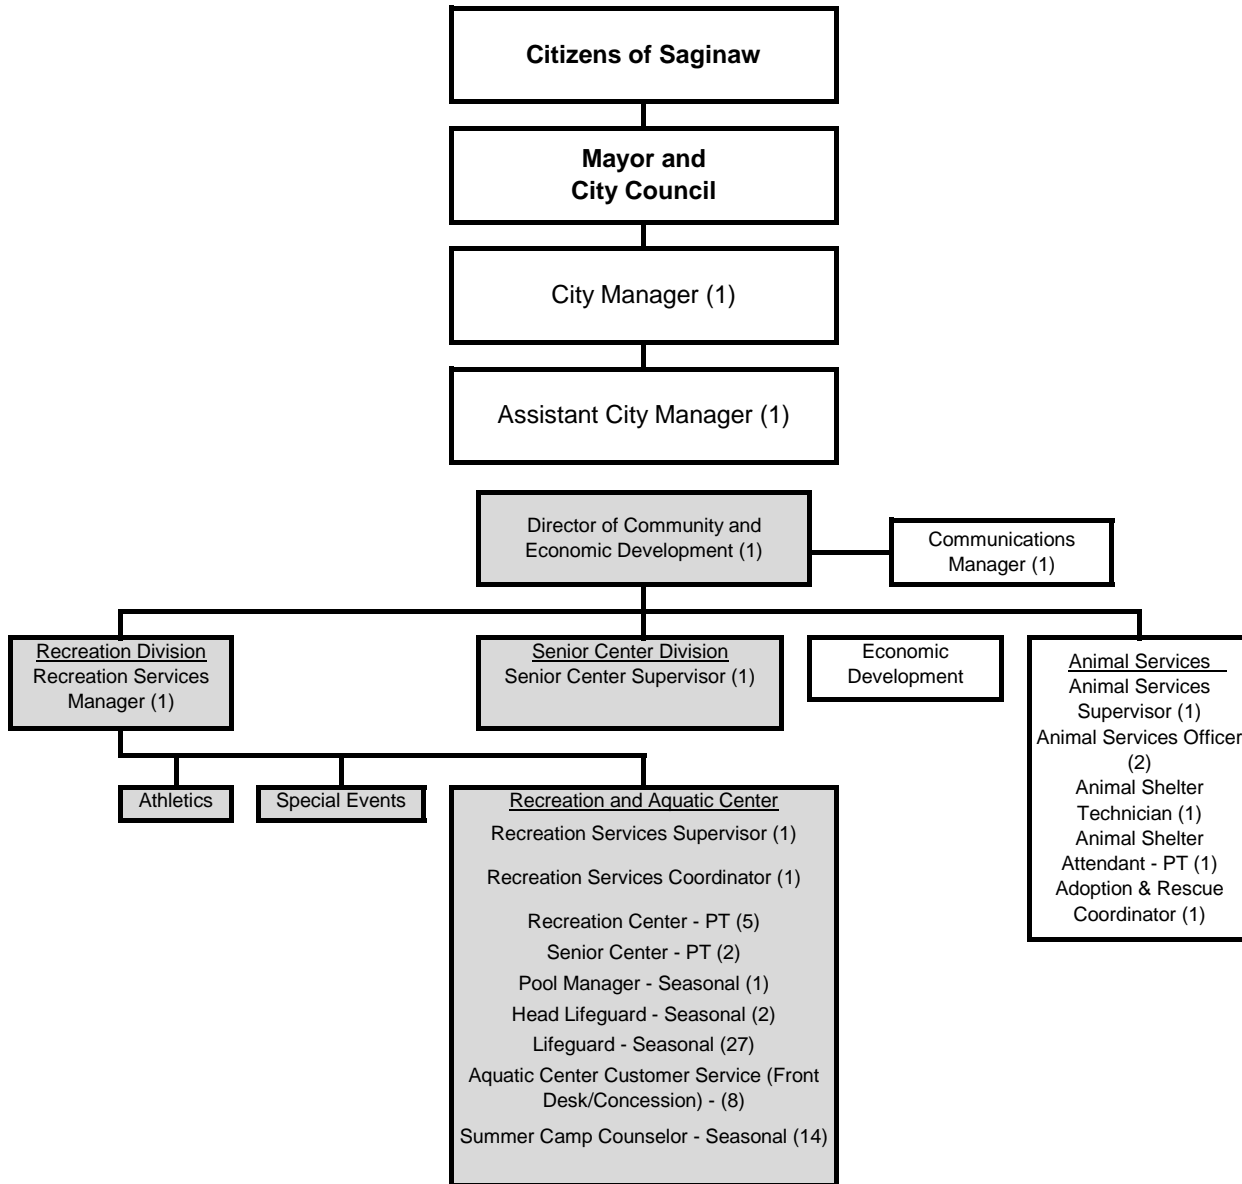 Citizens of Saginaw
Mayor and
City Council
City Manager (1)
Assistant City Manager (1)
Director of Community and
Economic Development (1)
Communications
Manager (1)
Recreation Division
Recreation Services
Manager (1)
Senior Center Division
Senior Center Supervisor (1)
Economic
Development
Animal Services
Animal Services
Supervisor (1)
Animal Services Officer
(2)
Animal Shelter
Technician (1)
Animal Shelter
Attendant - PT (1)
Adoption & Rescue
Coordinator (1)
Athletics
Special Events
Recreation and Aquatic Center
Recreation Services Supervisor (1)
Recreation Services Coordinator (1)
Recreation Center - PT (5)
Senior Center - PT (2)
Pool Manager - Seasonal (1)
Head Lifeguard - Seasonal (2)
Lifeguard - Seasonal (27)
Aquatic Center Customer Service (Front
Desk/Concession) - (8)
Summer Camp Counselor - Seasonal (14)